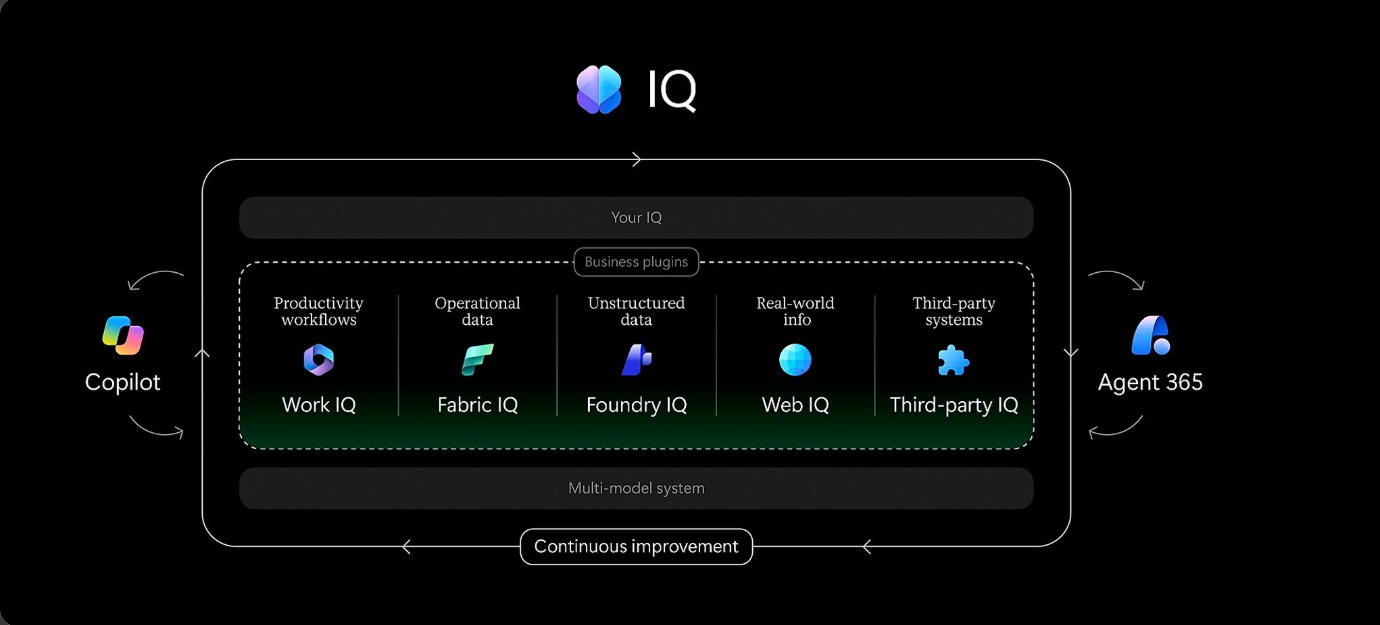 IQ
Your IQ
Business plugins
Productivity
workflows
Work IQ
Operational
data
Fabric IQ
Unstructured
data
Foundry IQ
Real-world
info
Web IQ
Third-party
systems
Third-party IQ
Copilot
Agent 365
Multi-model system
Continuous improvement